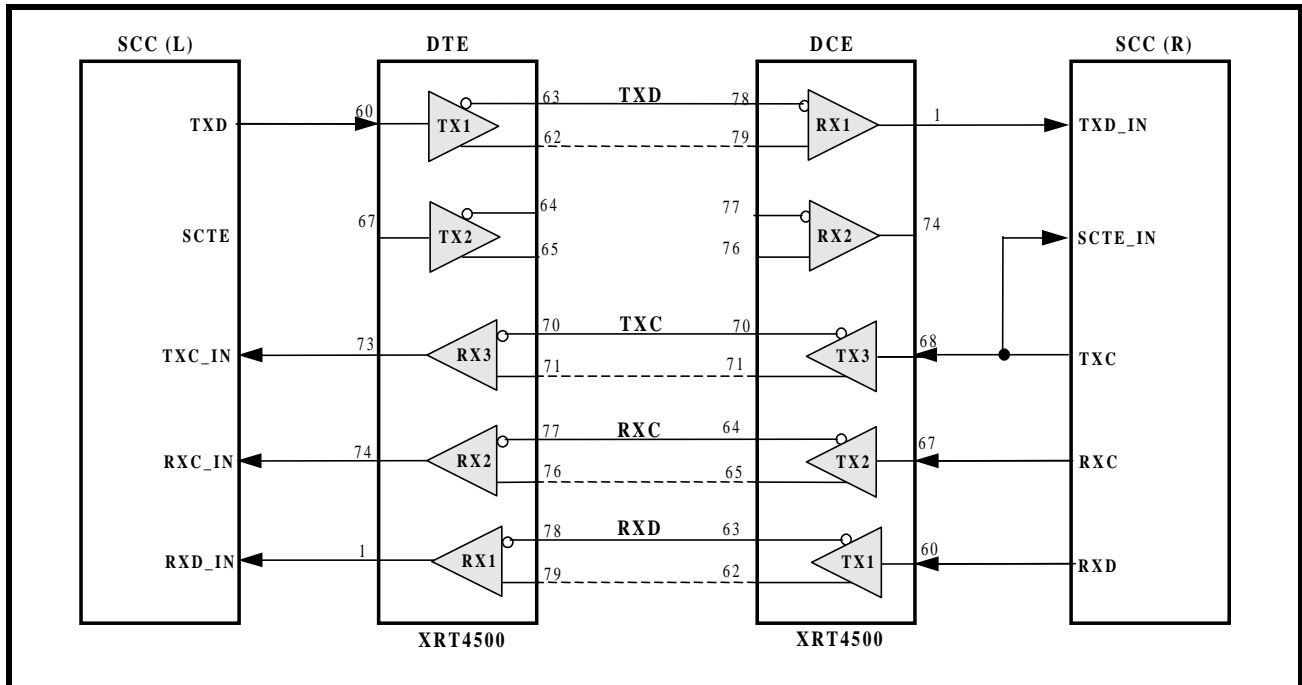 SCC (L) DTE DCE SCC (R)
63 TXD 78
TXD 60 TX1 RX1 1 TXD_IN
62 79
64 77
SCTE 67 TX2 RX2 74 SCTE_IN
65 76
70 TXC 70
TXC_IN 73 RX3 TX3 68 TXC
71 71
77 RXC 64
RXC_IN 74 RX2 TX2 67 RXC
76 65
78 RXD 63
RXD_IN 1 RX1 TX1 60 RXD
79 62
XRT4500 XRT4500